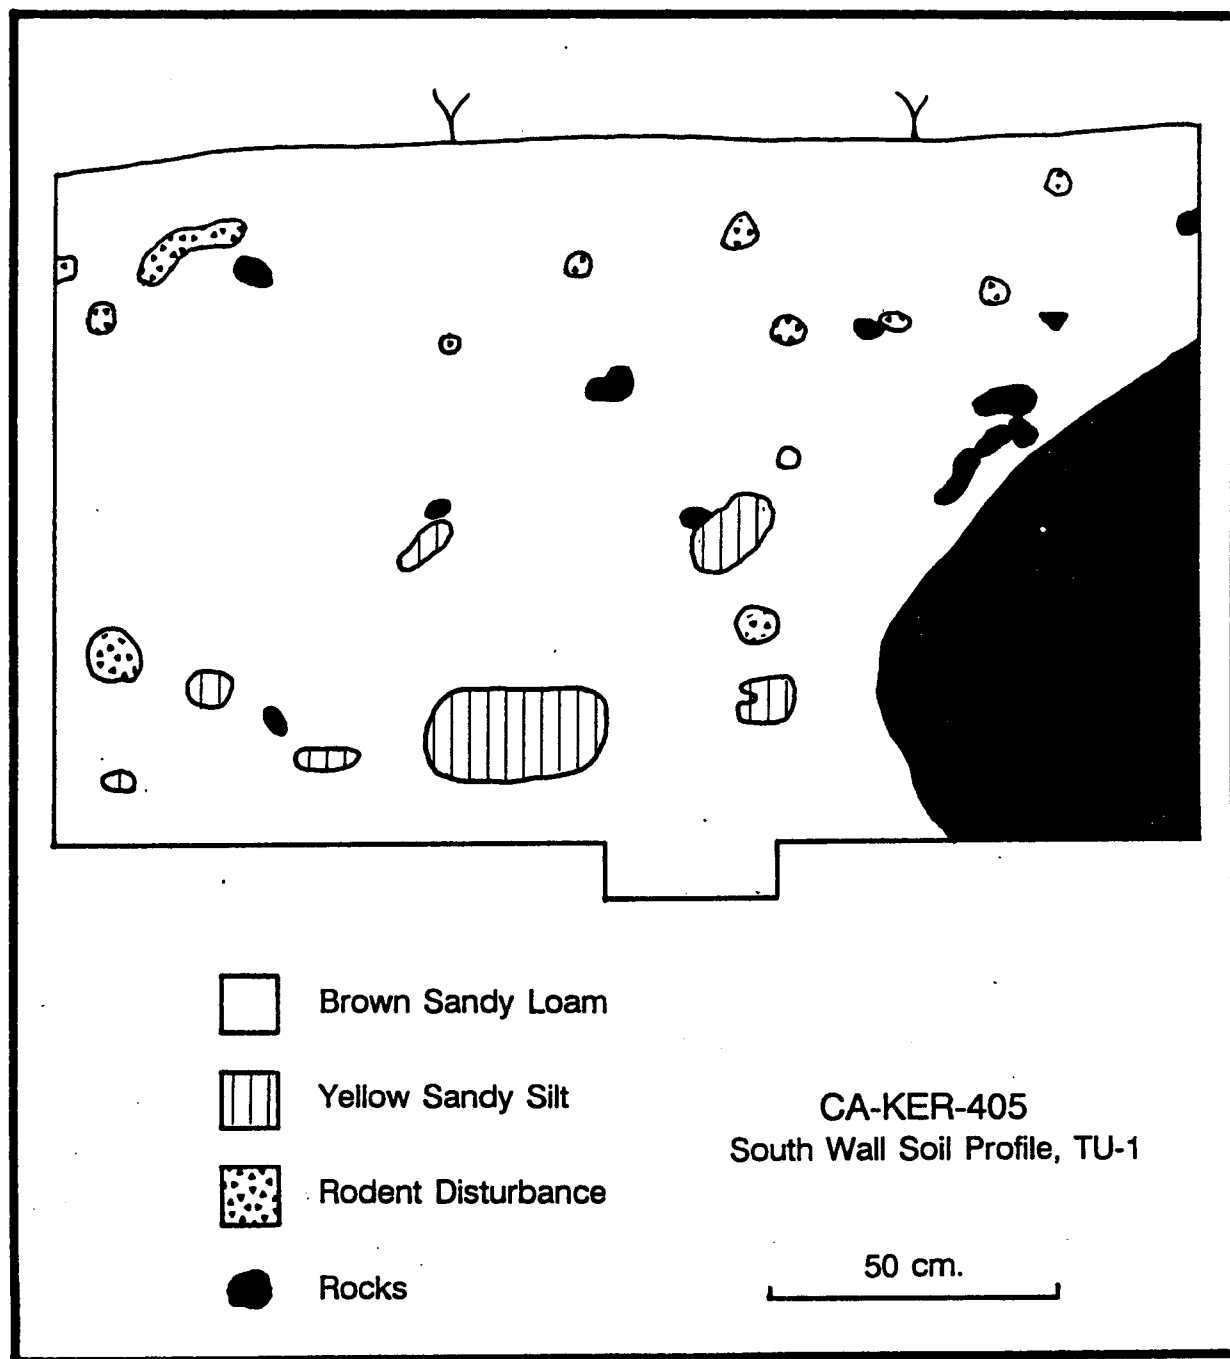 Brown Sandy Loam
Yellow Sandy Silt
Rodent Disturbance
Rocks
CA-KER-405
South Wall Soil Profile, TU-1
50 cm.